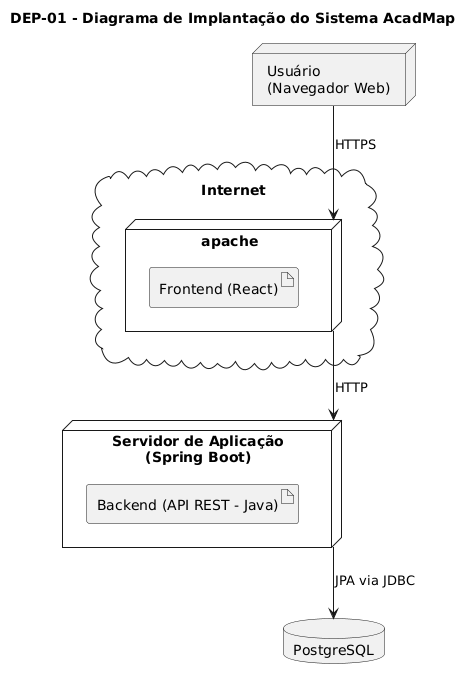 DEP-01 - Diagrama de Implantação do Sistema AcadMap
Usuário
(Navegador Web)
HTTPS
Internet
apache
Frontend (React)
HTTP
Servidor de Aplicação
(Spring Boot)
Backend (API REST - Java)
JPA via JDBC
PostgreSQL